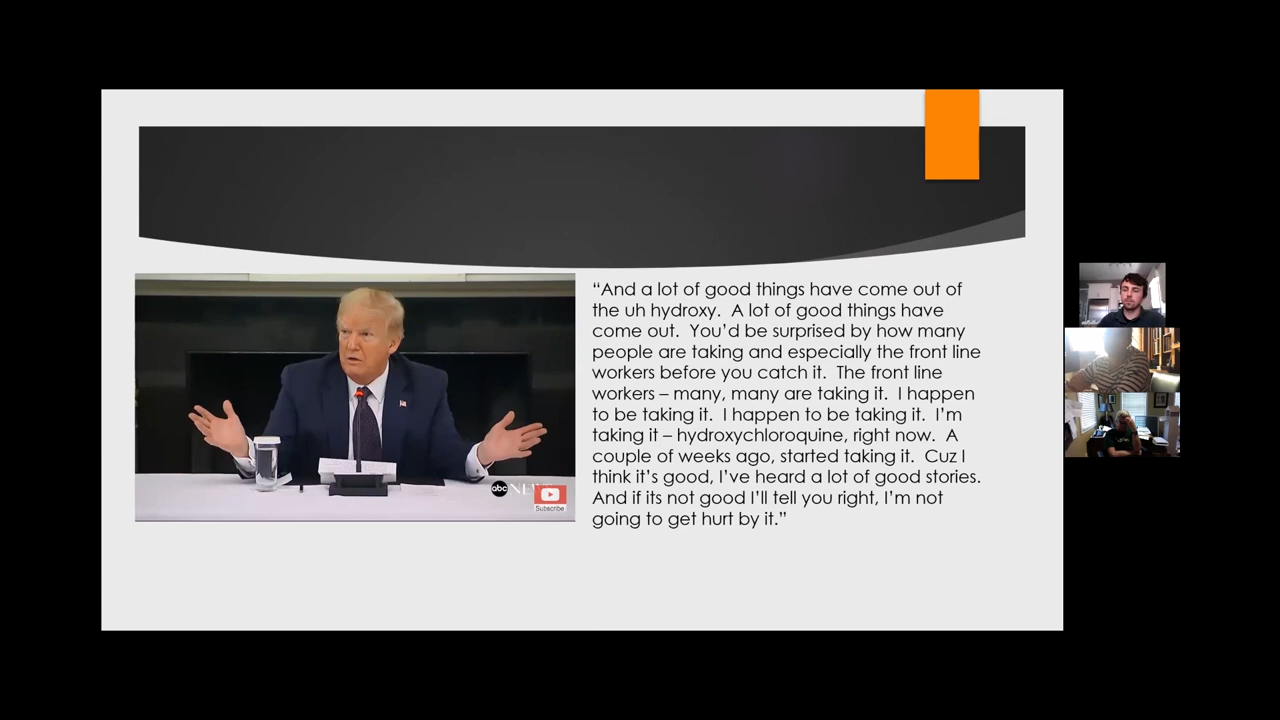 “And a lot of good things have come out of
the uh hydroxy.  A lot of good things have
come out.  You’d be surprised by how many
people are taking and especially the front line
workers before you catch it.  The front line
workers – many, many are taking it.  I happen
to be taking it.  I happen to be taking it.  I’m
taking it – hydroxychloroquine, right now.  A
couple of weeks ago, started taking it.  Cuz I
think it’s good, I’ve heard a lot of good stories.
And if its not good I’ll tell you right, I’m not
going to get hurt by it.”
abc NEWS
Subscribe